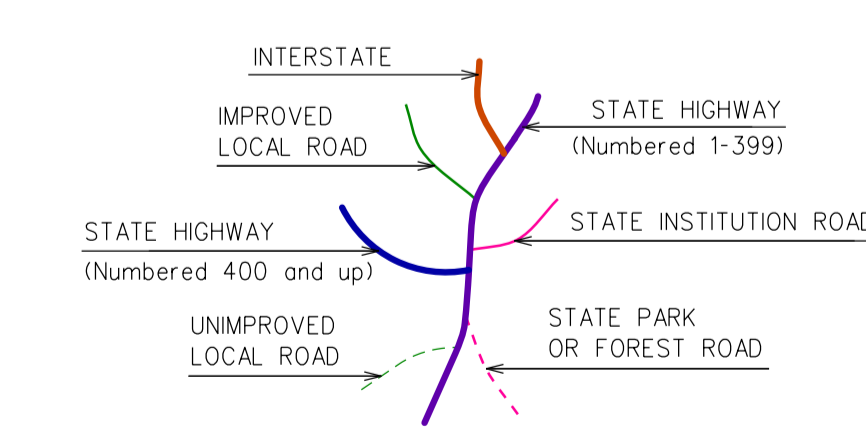 INTERSTATE
STATE HIGHWAY
(Numbered 1-399)
IMPROVED
LOCAL ROAD
STATE INSTITUTION ROAD
STATE HIGHWAY
(Numbered 400 and up)
UNIMPROVED
LOCAL ROAD
STATE PARK
OR FOREST ROAD